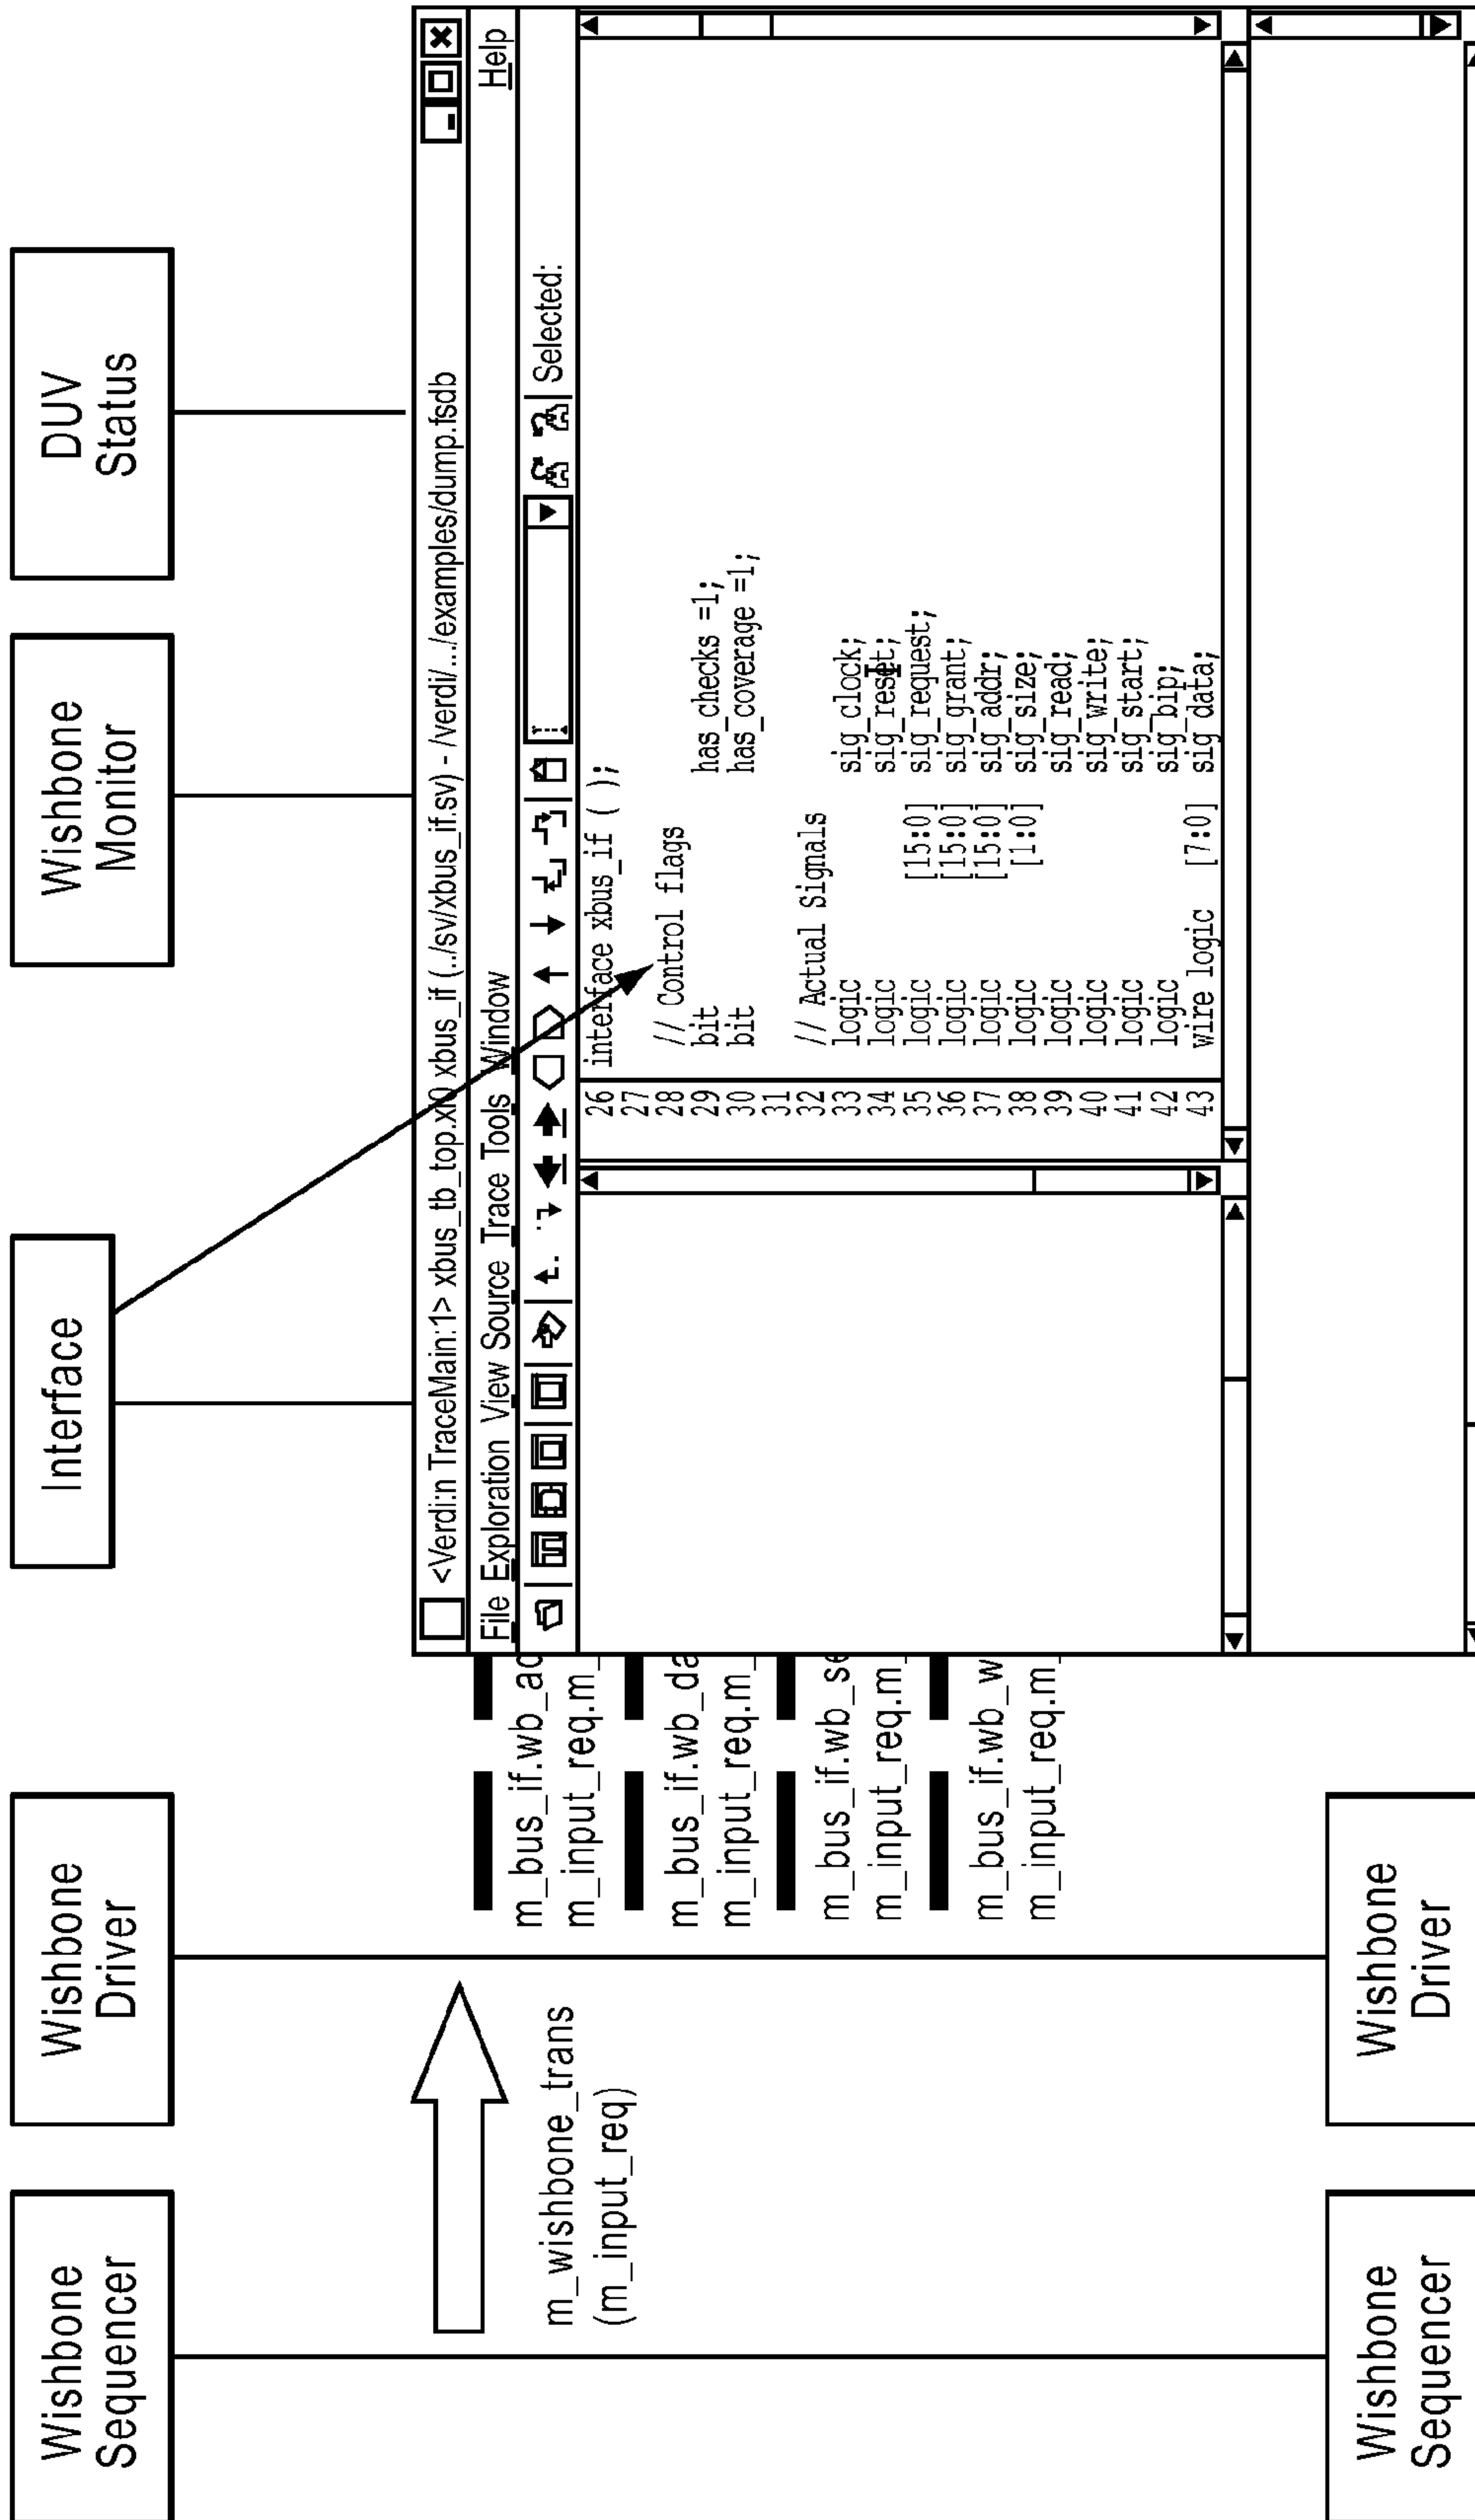 Wishbone
Sequencer
Wishbone
Driver
Interface
Wishbone
Monitor
DUV
Status
m_wishbone_trans
(m_input_req)
m_bus_if.wb_ad
m_input_req.m_
m_bus_if.wb_da
m_input_req.m_
m_bus_if.wb_se
m_input_req.m_
m_bus_if.wb_w
m_input_req.m_
<Verdi:n TraceMain:1> xbus_tb_top.xi0 xbus_if (../sv/xbus_if.sv) - /verdi/.../examples/dump.fsdb
File Exploration View Source Trace Tools Window Help
Selected:
26 interface xbus_if ( );
27
28 // Control flags
29 bit has_checks =1;
30 bit has_coverage =1;
31
32 // Actual Signals
33 logic sig_clock;
34 logic sig_reset;
35 logic [15:0] sig_request;
36 logic [15:0] sig_grant;
37 logic [15:0] sig_addr;
38 logic [1:0] sig_size;
39 logic sig_read;
40 logic sig_write;
41 logic sig_start;
42 logic sig_bip;
43 wire logic [7:0] sig_data;
Wishbone
Sequencer
Wishbone
Driver